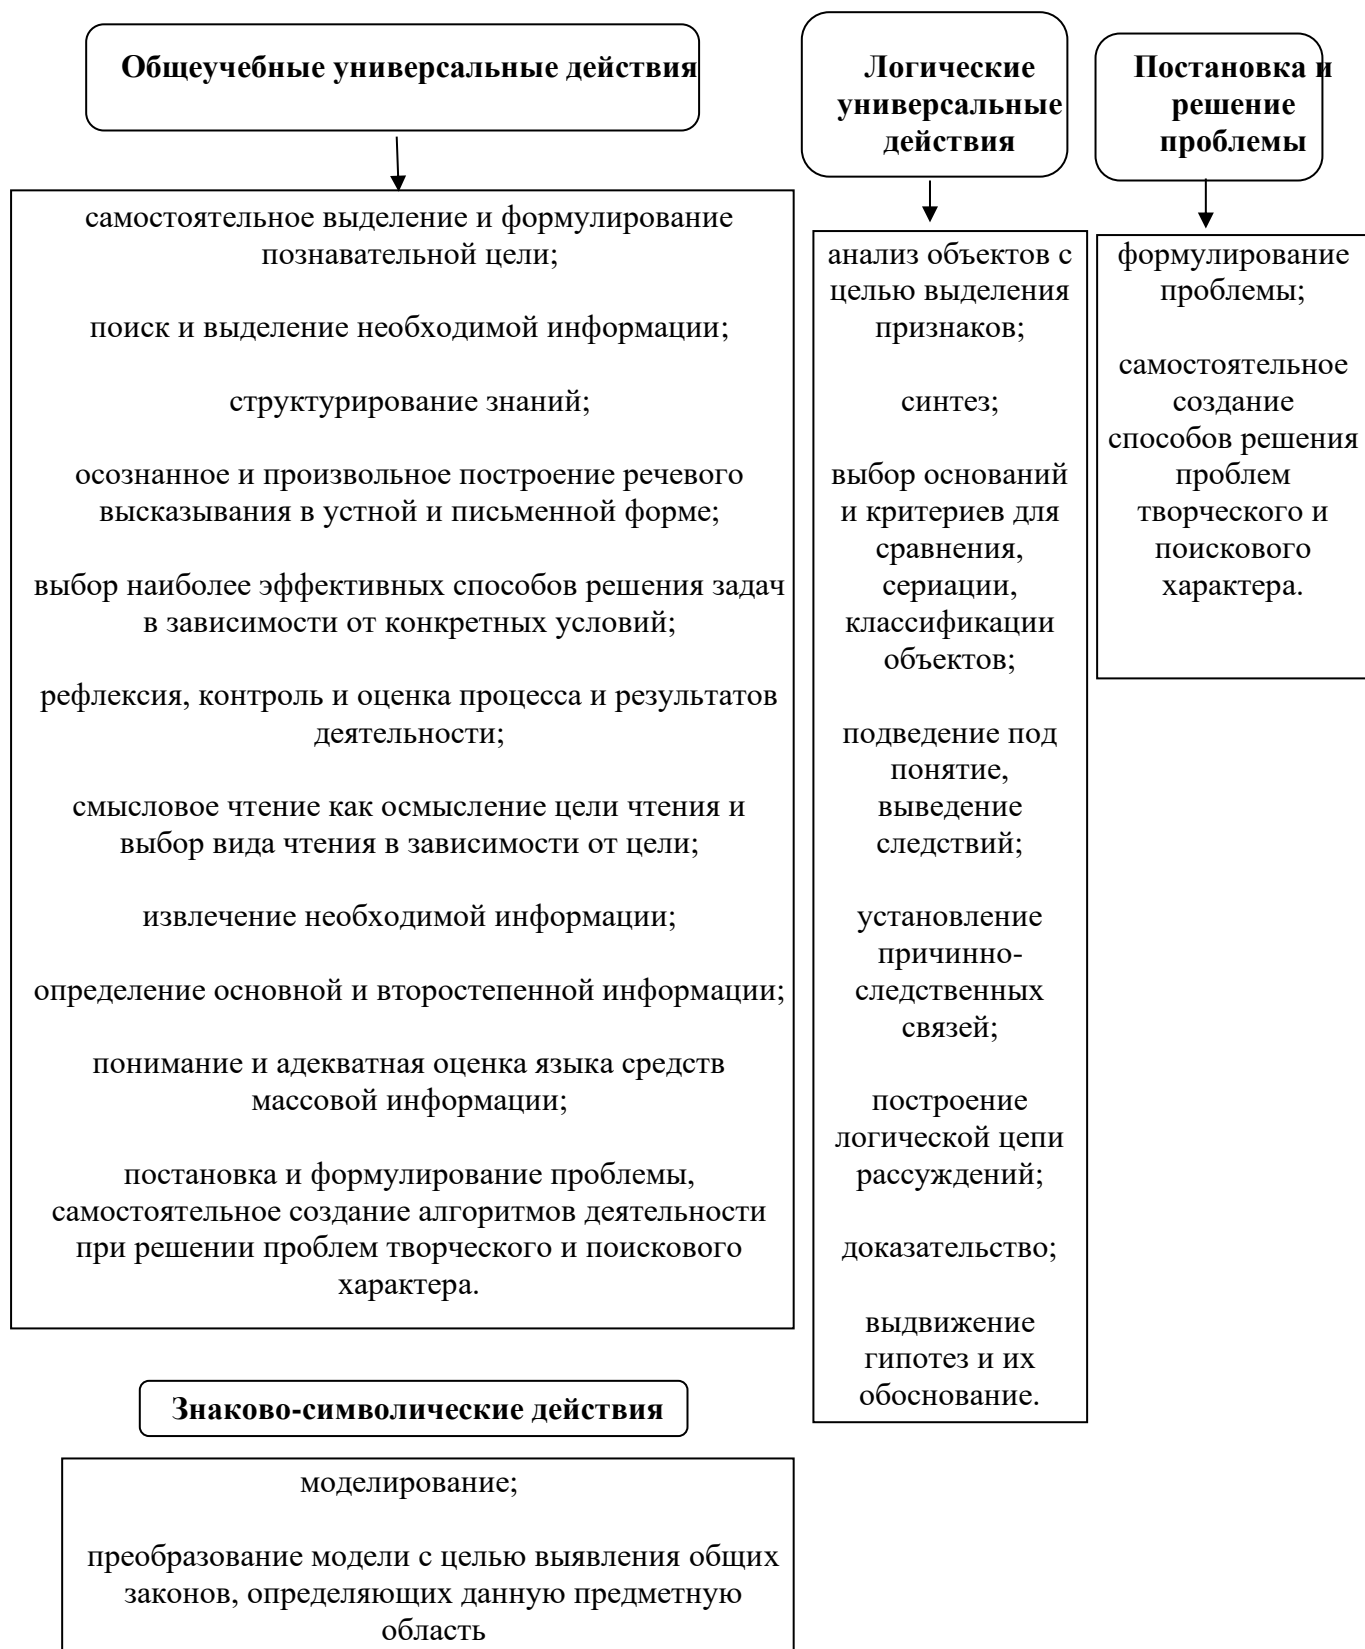 Общеучебные универсальные действия
самостоятельное выделение и формулирование
познавательной цели;
поиск и выделение необходимой информации;
структурирование знаний;
осознанное и произвольное построение речевого
высказывания в устной и письменной форме;
выбор наиболее эффективных способов решения задач
в зависимости от конкретных условий;
рефлексия, контроль и оценка процесса и результатов
деятельности;
смысловое чтение как осмысление цели чтения и
выбор вида чтения в зависимости от цели;
извлечение необходимой информации;
определение основной и второстепенной информации;
понимание и адекватная оценка языка средств
массовой информации;
постановка и формулирование проблемы,
самостоятельное создание алгоритмов деятельности
при решении проблем творческого и поискового
характера.
Знаково-символические действия
моделирование;
преобразование модели с целью выявления общих
законов, определяющих данную предметную
область
Логические
универсальные
действия
анализ объектов с
целью выделения
признаков;
синтез;
выбор оснований
и критериев для
сравнения,
сериации,
классификации
объектов;
подведение под
понятие,
выведение
следствий;
установление
причинно-
следственных
связей;
построение
логической цепи
рассуждений;
доказательство;
выдвижение
гипотез и их
обоснование.
Постановка и
решение
проблемы
формулирование
проблемы;
самостоятельное
создание
способов решения
проблем
творческого и
поискового
характера.